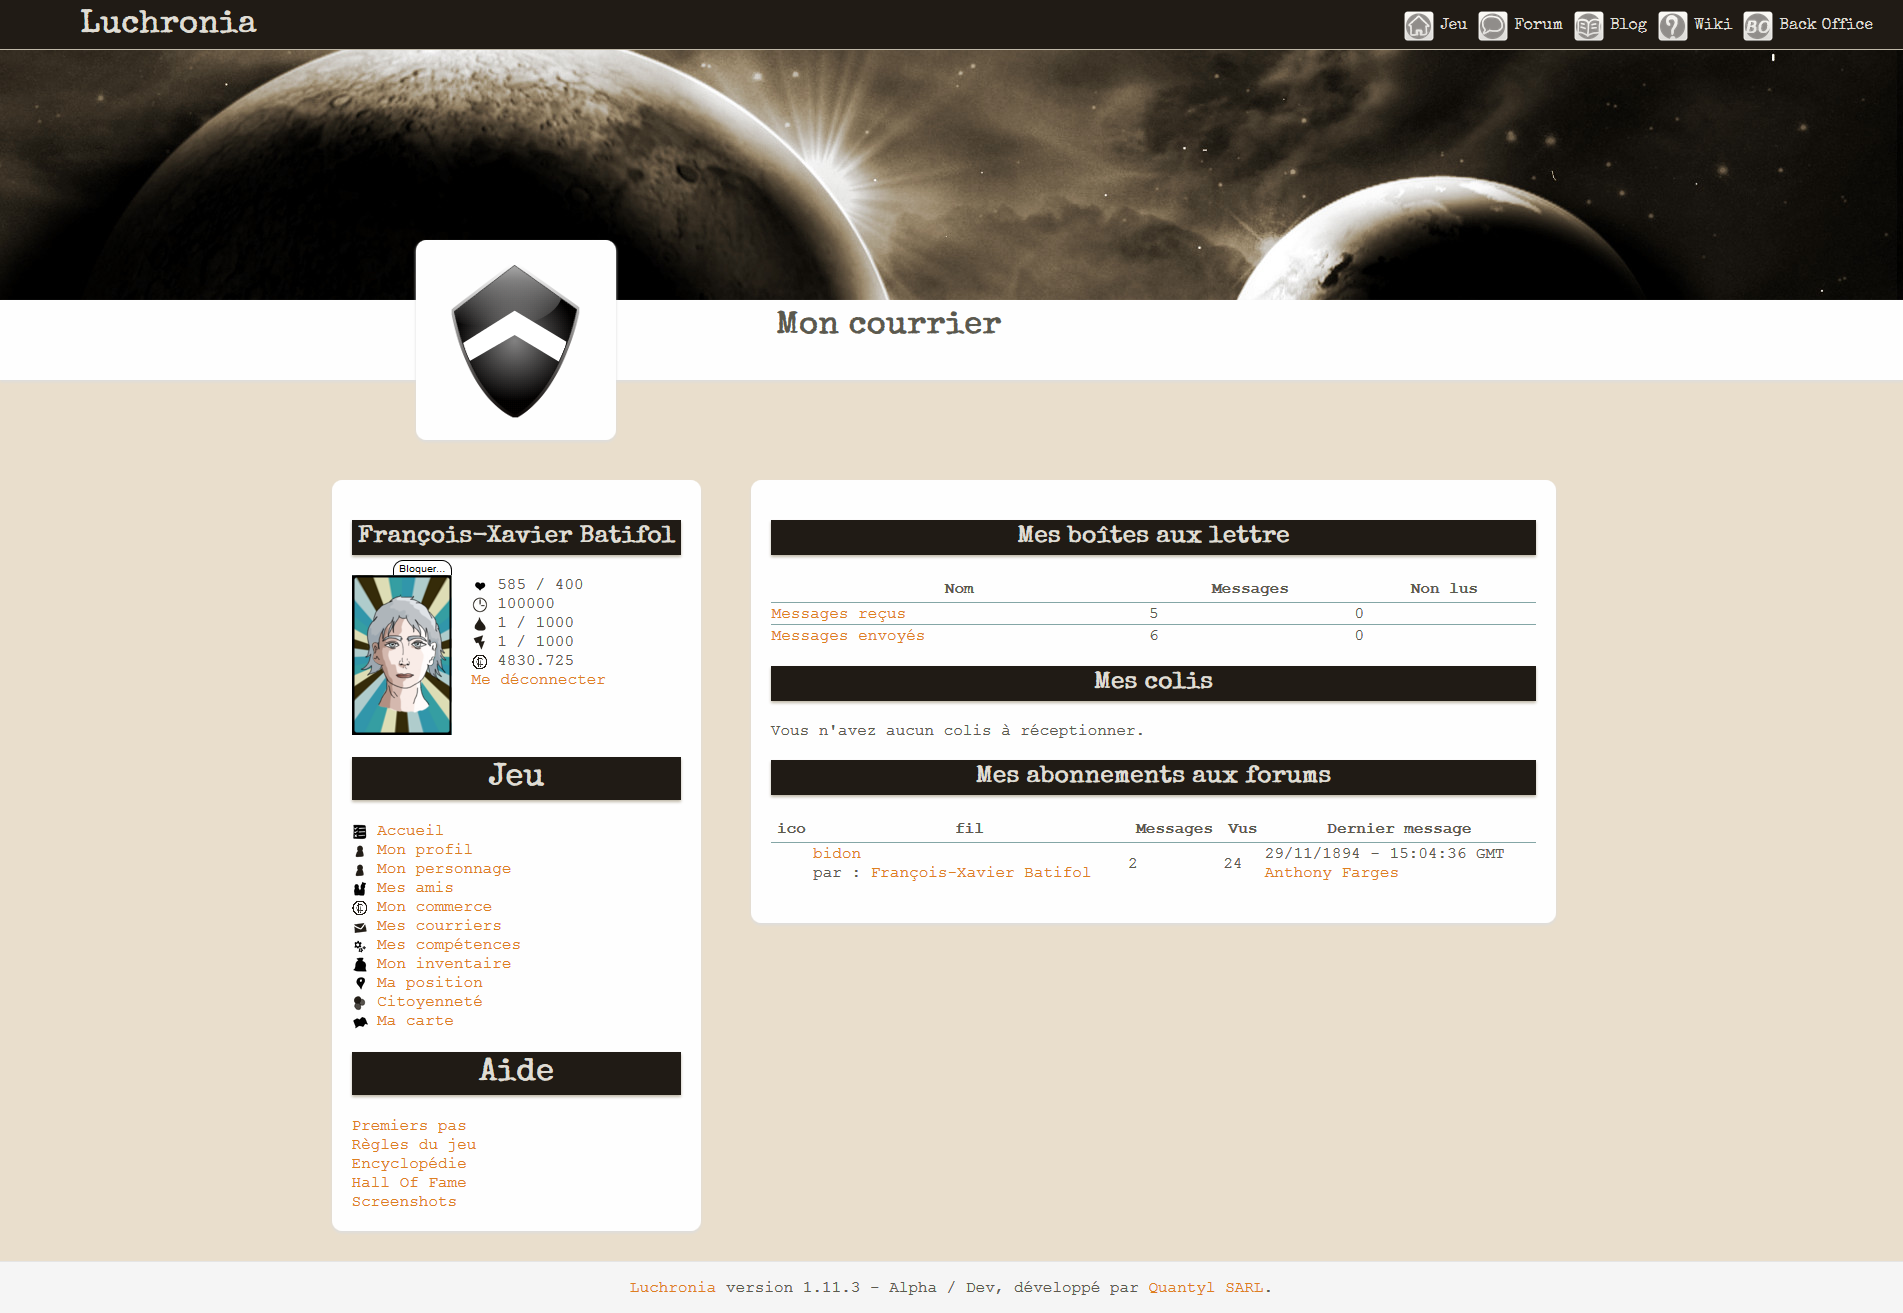 Luchronia
Jeu
Forum
Blog
Wiki
BO
Back Office
Mon courrier
François-Xavier Batifol
Bloquer...
585 / 400
100000
1 / 1000
1 / 1000
4830.725
Me déconnecter
Jeu
Accueil
Mon profil
Mon personnage
Mes amis
Mon commerce
Mes courriers
Mes compétences
Mon inventaire
Ma position
Citoyenneté
Ma carte
Aide
Premiers pas
Règles du jeu
Encyclopédie
Hall Of Fame
Screenshots
Mes boîtes aux lettre
Nom Messages Non lus
Messages reçus 5 0
Messages envoyés 6 0
Mes colis
Vous n'avez aucun colis à réceptionner.
Mes abonnements aux forums
ico fil Messages Vus Dernier message
bidon
par : François-Xavier Batifol
2
24
29/11/1894 - 15:04:36 GMT
Anthony Farges
Luchronia version 1.11.3 - Alpha / Dev, développé par Quantyl SARL.